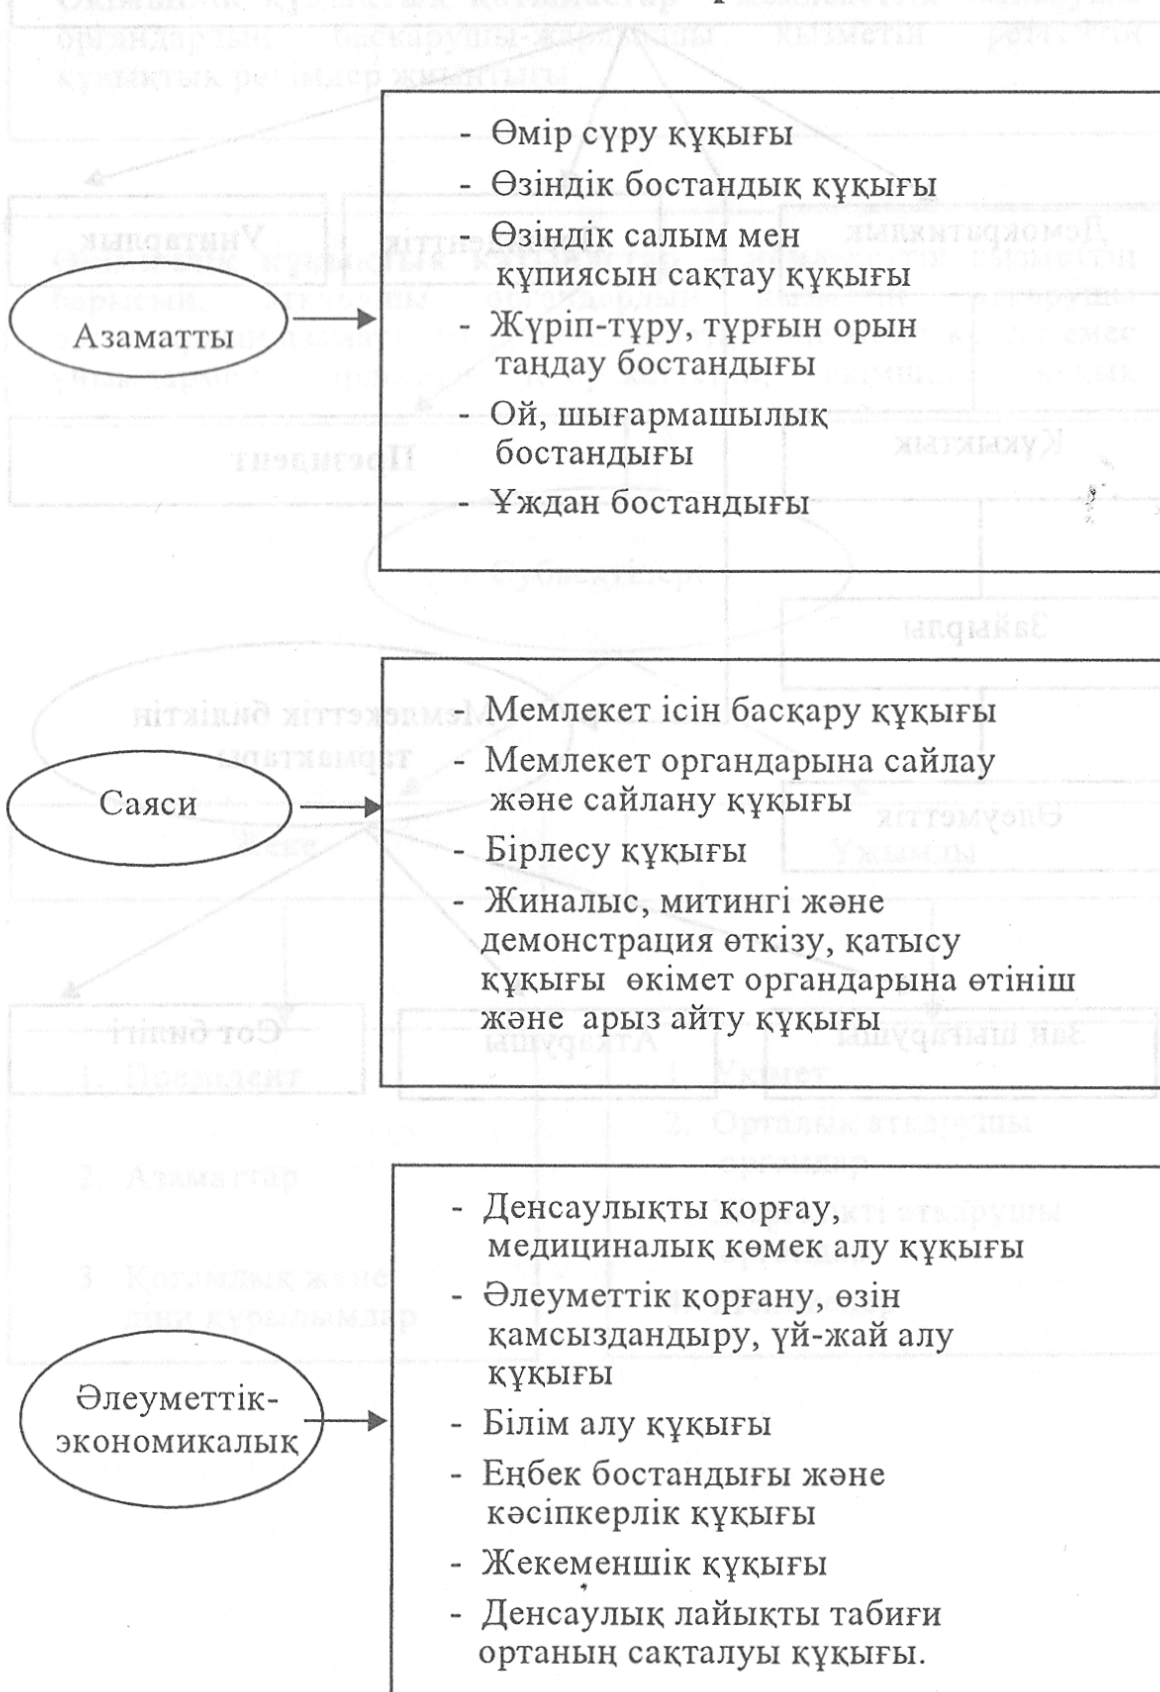 - Өмір сүру құқығы
- Өзіндік бостандық құқығы
- Өзіндік салым мен
құпиясын сақтау құқығы
Азаматты
- Жүріп-тұру, тұрғын орын
таңдау бостандығы
- Ой, шығармашылық
бостандығы
- Ұждан бостандығы
- Мемлекет ісін басқару құқығы
- Мемлекет органдарына сайлау
және сайлану құқығы
Саяси
- Бірлесу құқығы
- Жиналыс, митингі және
демонстрация өткізу, қатысу
құқығы өкімет органдарына өтініш
және арыз айту құқығы
- Денсаулықты қорғау,
медициналық көмек алу құқығы
- Әлеуметтік қорғану, өзін
қамсыздандыру, үй-жай алу
құқығы
Әлеуметтік-
экономикалық
- Білім алу құқығы
- Еңбек бостандығы және
кәсіпкерлік құқығы
- Жекеменшік құқығы
- Денсаулық лайықты табиғи
ортаның сақталуы құқығы.